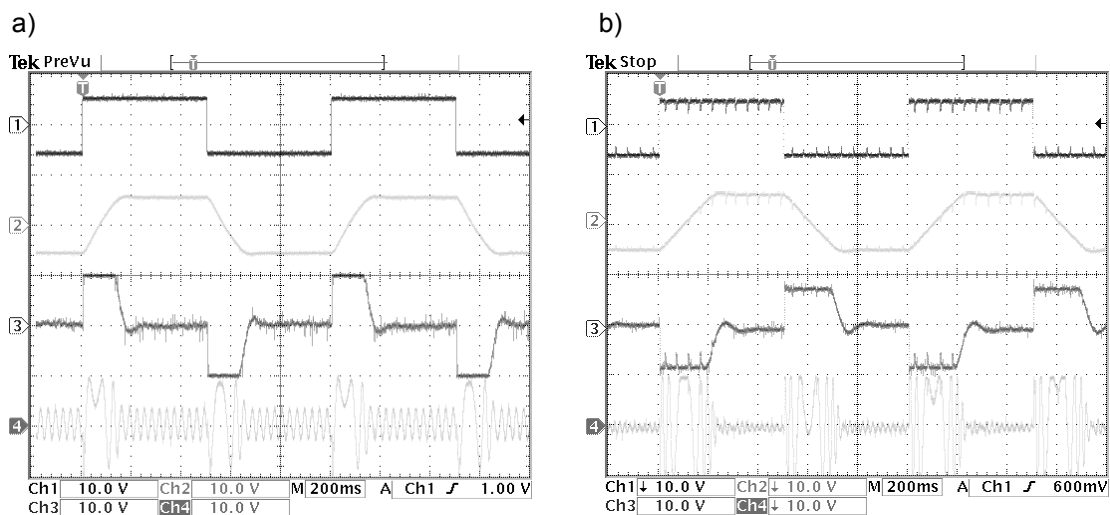 a)
Tek PreVu
T
T
1
2
3
4
Ch1 10.0 V Ch2 10.0 V M 200ms A Ch1 1.00 V
Ch3 10.0 V Ch4 10.0 V
b)
Tek Stop
T
T
1
2
3
4
Ch1 ↓ 10.0 V Ch2 ↓ 10.0 V M 200ms A Ch1 600mV
Ch3 10.0 V Ch4 ↓ 10.0 V